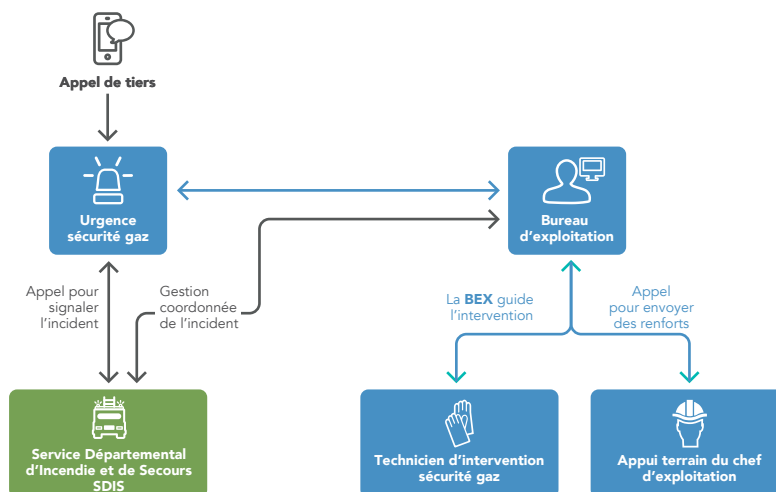 Appel de tiers
Urgence
sécurité gaz
Bureau
d'exploitation
Appel pour
signaler
l'incident
Gestion
coordonnée
de l'incident
La BEX guide
l'intervention
Appel
pour envoyer
des renforts
Service Départemental
d'Incendie et de Secours
SDIS
Technicien d'intervention
sécurité gaz
Appui terrain du chef
d'exploitation